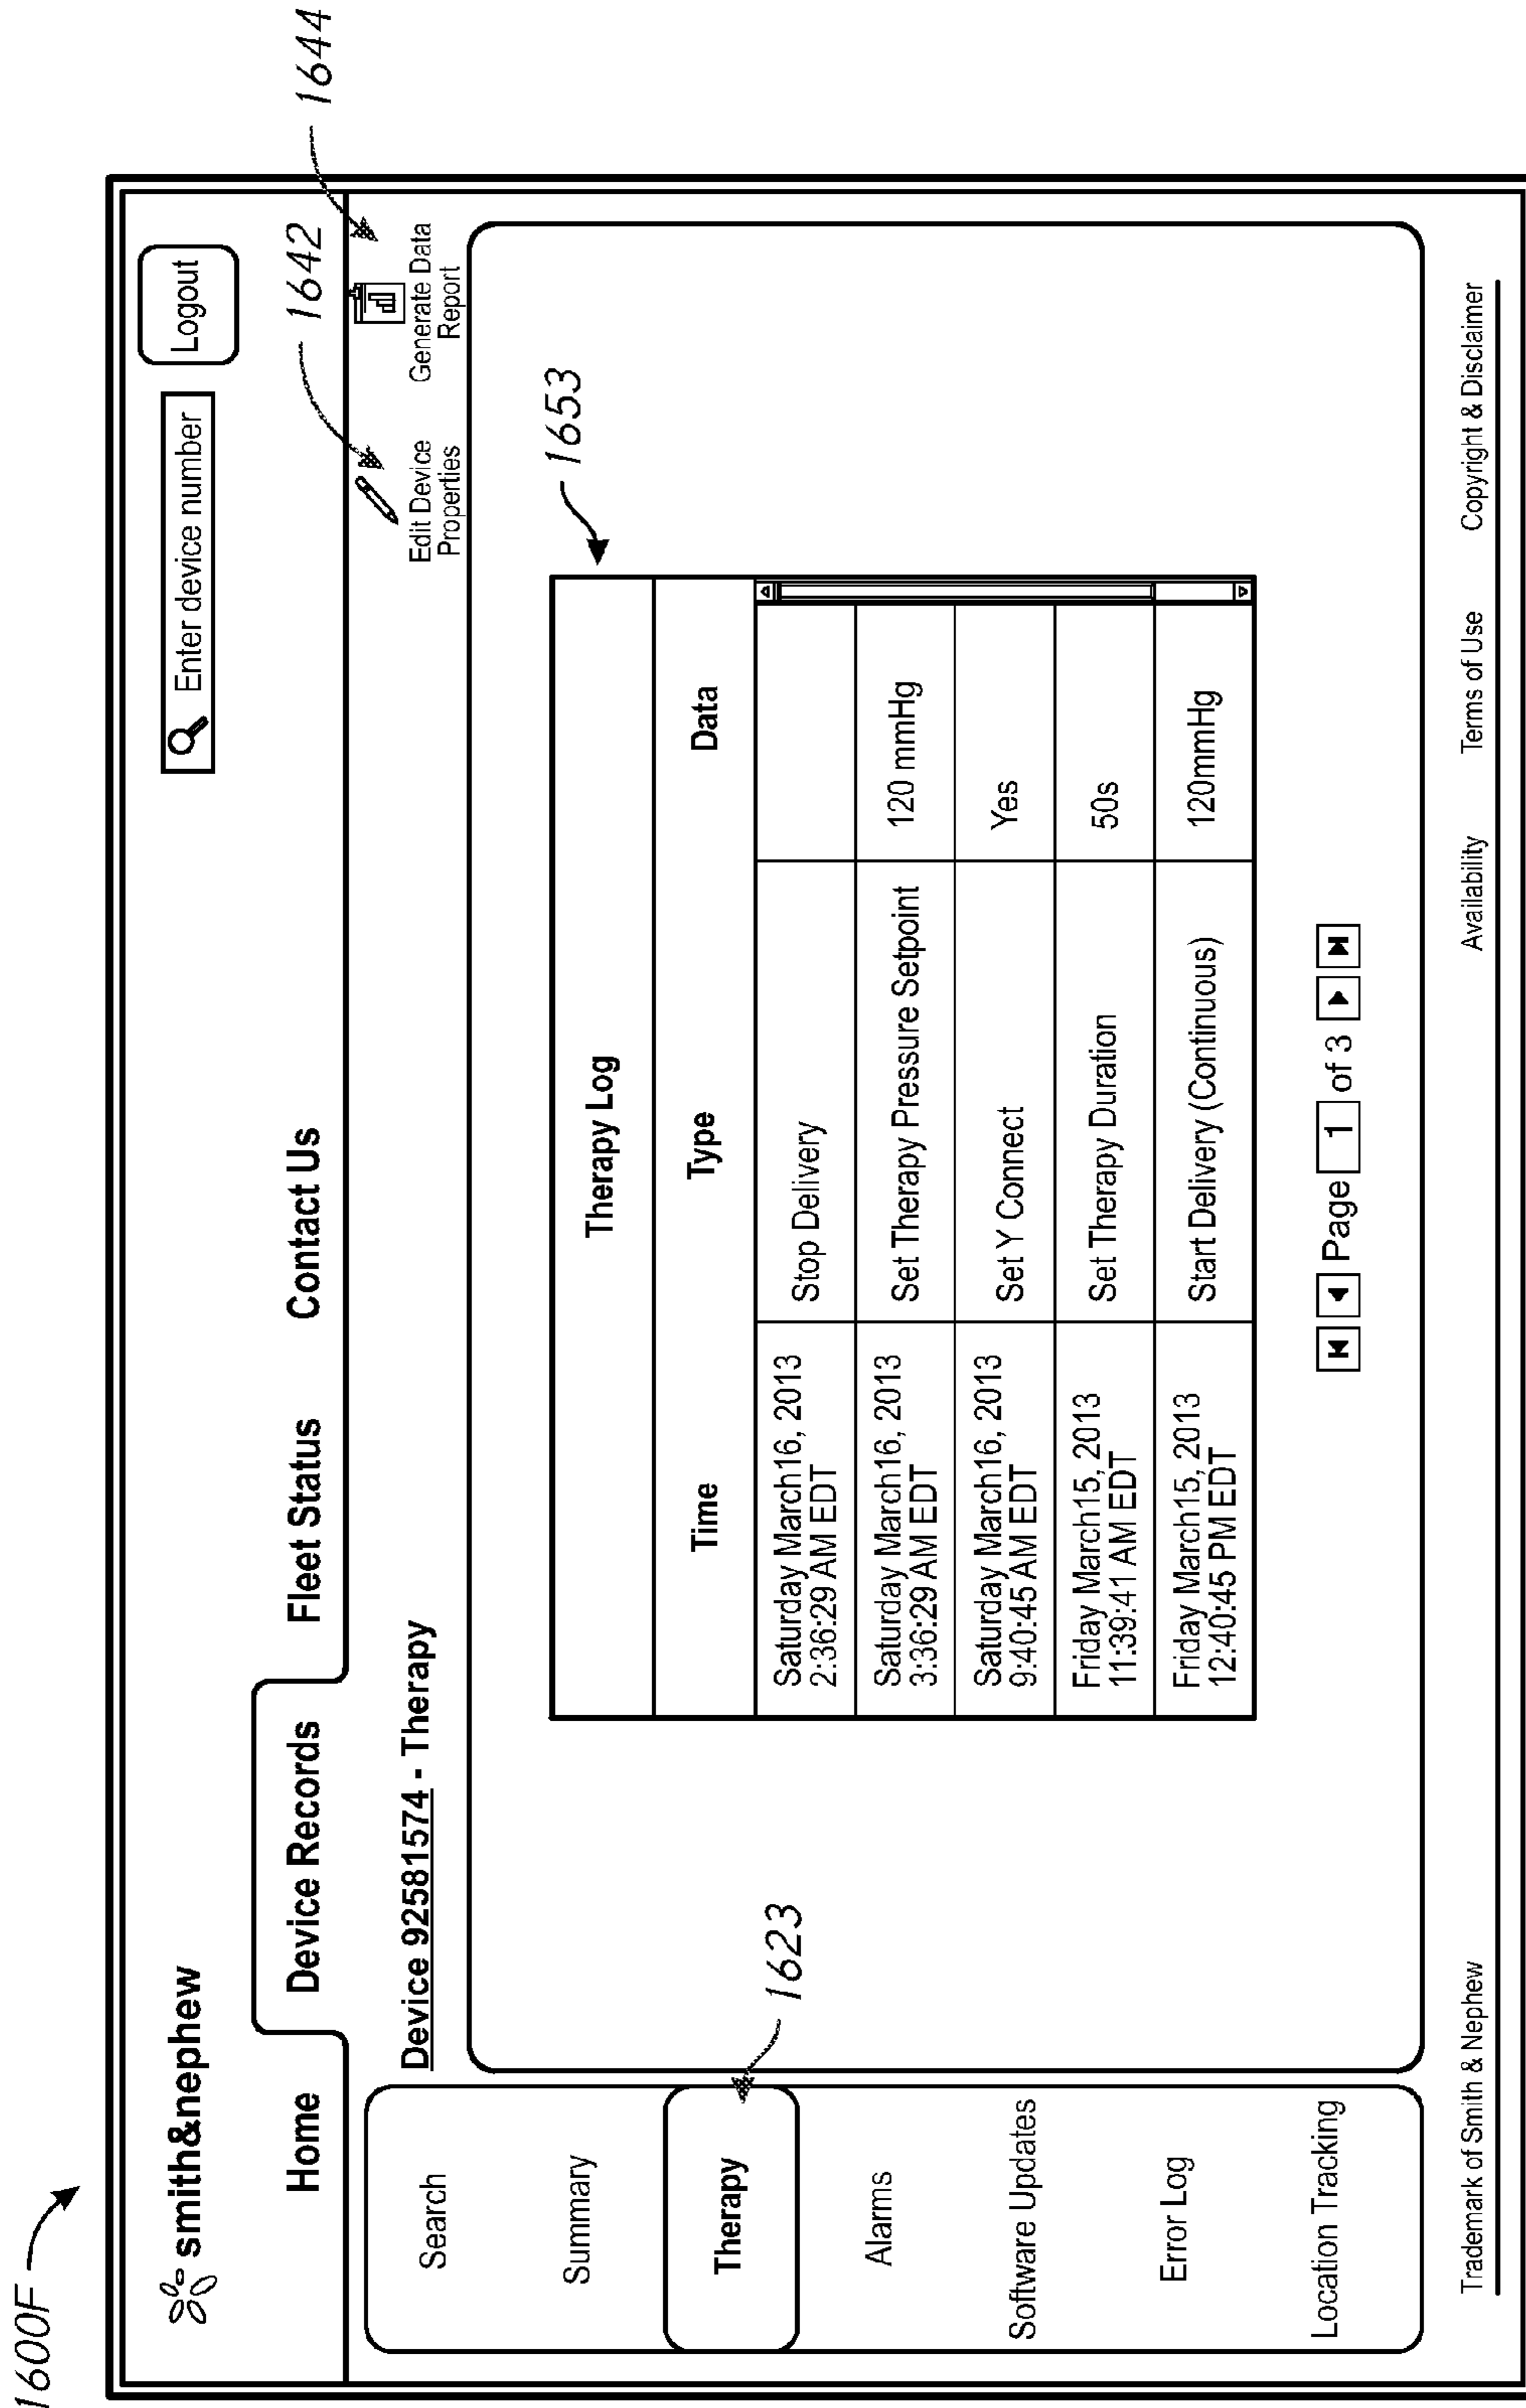 1600F
smith&nephew
Enter device number
Logout
Home Device Records Fleet Status Contact Us
1642
1644
Device 92581574 - Therapy
Edit Device
Properties
Generate Data
Report
Search
Summary
Therapy
Alarms
Software Updates
Error Log
Location Tracking
1623
1653
Therapy Log
Time Type Data
Saturday March16, 2013
2:36:29 AM EDT
Stop Delivery
Saturday March16, 2013
3:36:29 AM EDT
Set Therapy Pressure Setpoint 120 mmHg
Saturday March16, 2013
9:40:45 AM EDT
Set Y Connect Yes
Friday March15, 2013
11:39:41 AM EDT
Set Therapy Duration 50s
Friday March15, 2013
12:40:45 PM EDT
Start Delivery (Continuous) 120mmHg
Page 1 of 3
Trademark of Smith & Nephew Availability Terms of Use Copyright & Disclaimer